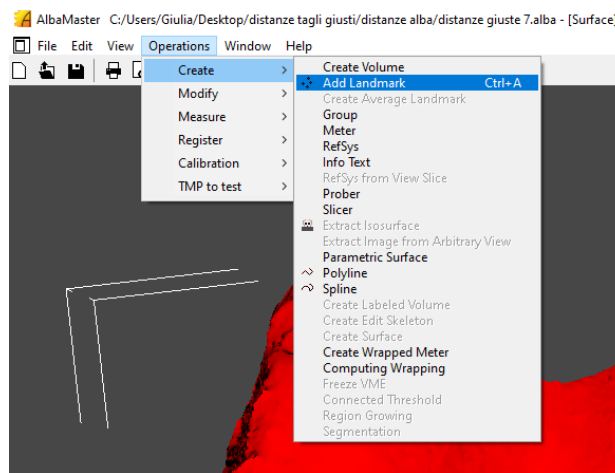 AlbaMaster C:/Users/Giulia/Desktop/distanze tagli giusti/distanze alba/distanze giuste 7.alba - [Surface]
File Edit View Operations Window Help
Create
Modify
Measure
Register
Calibration
TMP to test
Create Volume
Add Landmark Ctrl+A
Create Average Landmark
Group
Meter
RefSys
Info Text
RefSys from View Slice
Prober
Slicer
Extract Isosurface
Extract Image from Arbitrary View
Parametric Surface
Polyline
Spline
Create Labeled Volume
Create Edit Skeleton
Create Surface
Create Wrapped Meter
Computing Wrapping
Freeze VME
Connected Threshold
Region Growing
Segmentation